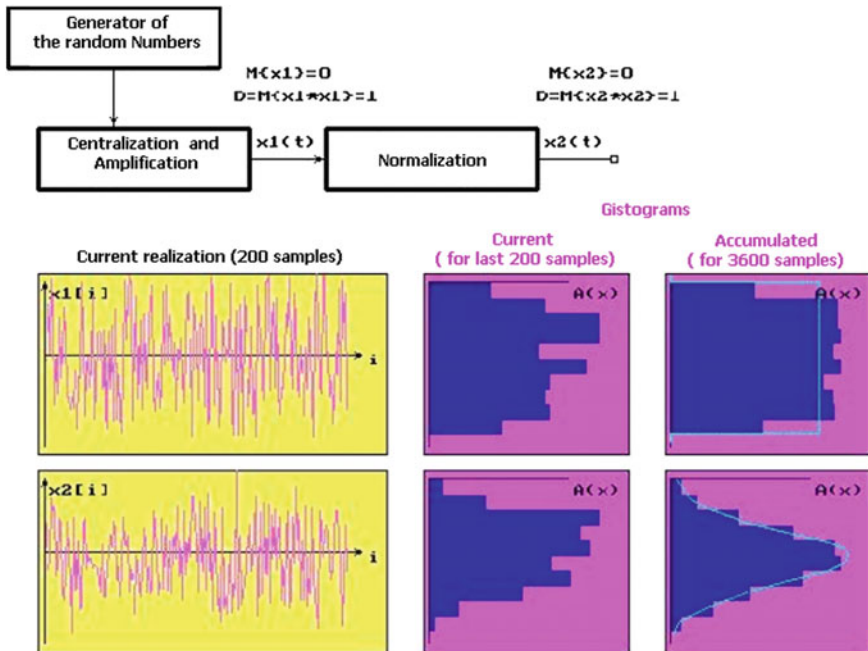 Generator of
the random Numbers
M{x1}=0
D=M{x1*x1}=1
M{x2}=0
D=M{x2*x2}=1
Centralization and
Amplification
x1(t)
Normalization
x2(t)
Gistograms
Current realization (200 samples)
Current
( for last 200 samples)
Accumulated
( for 3600 samples)
x1[i]
i
A(x)
A(x)
x2[i]
i
A(x)
A(x)